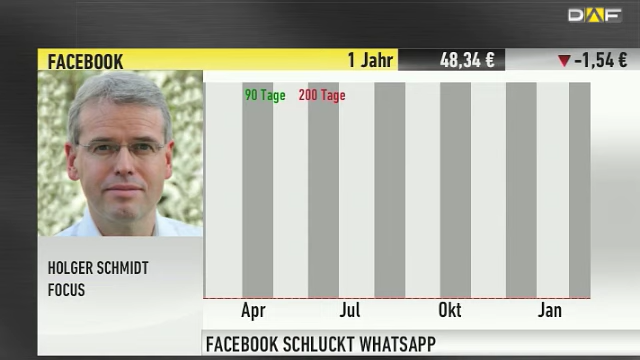 DAF
FACEBOOK 1 Jahr 48,34 € ▼ -1,54 €
90 Tage 200 Tage
HOLGER SCHMIDT
FOCUS
Apr Jul Okt Jan
FACEBOOK SCHLUCKT WHATSAPP